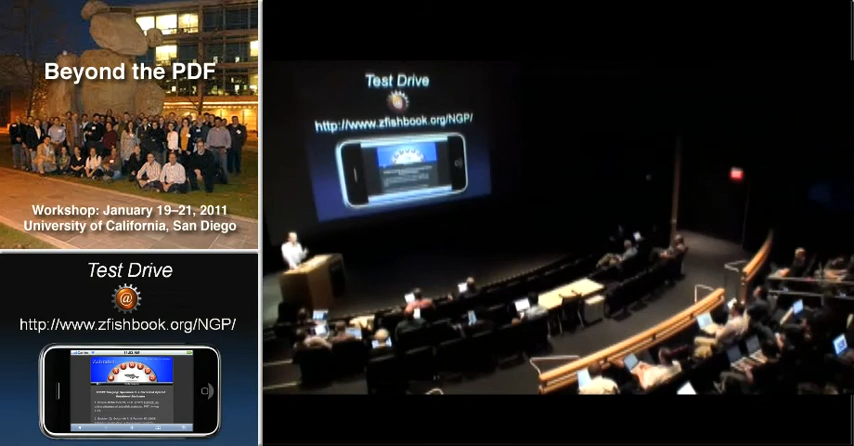 Beyond the PDF
Workshop: January 19–21, 2011
University of California, San Diego
Test Drive
@
http://www.zfishbook.org/NGP/
Test Drive
@
http://www.zfishbook.org/NGP/